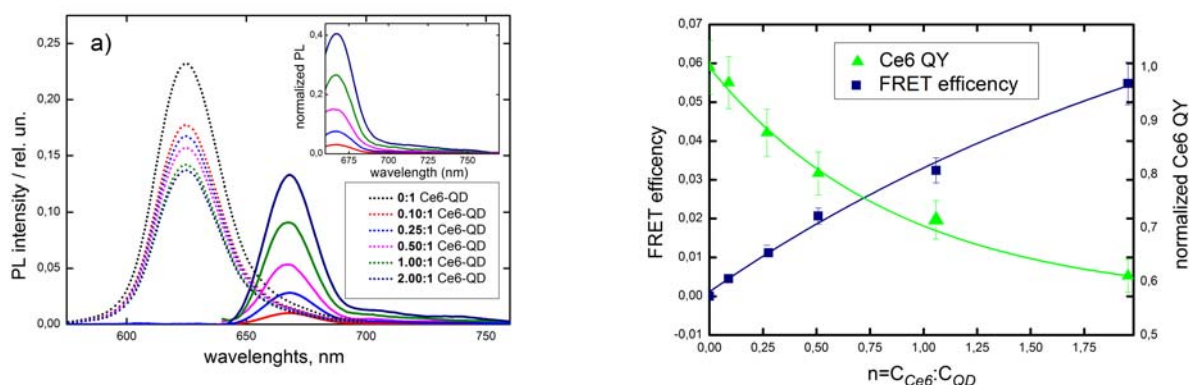 a)
0,25
0,20
0,15
0,10
0,05
0,00
PL intensity / rel. un.
600
650
700
750
wavelenghts, nm
normalized PL
0,4
0,2
0,0
675
700
725
750
wavelength (nm)
0:1 Ce6-QD
0.10:1 Ce6-QD
0.25:1 Ce6-QD
0.50:1 Ce6-QD
1.00:1 Ce6-QD
2.00:1 Ce6-QD
0,07
0,06
0,05
0,04
0,03
0,02
0,01
0,00
-0,01
FRET efficency
Ce6 QY
FRET efficency
1,0
0,9
0,8
0,7
0,6
0,5
normalized Ce6 QY
0,00
0,25
0,50
0,75
1,00
1,25
1,50
1,75
n=C_Ce6:C_QD